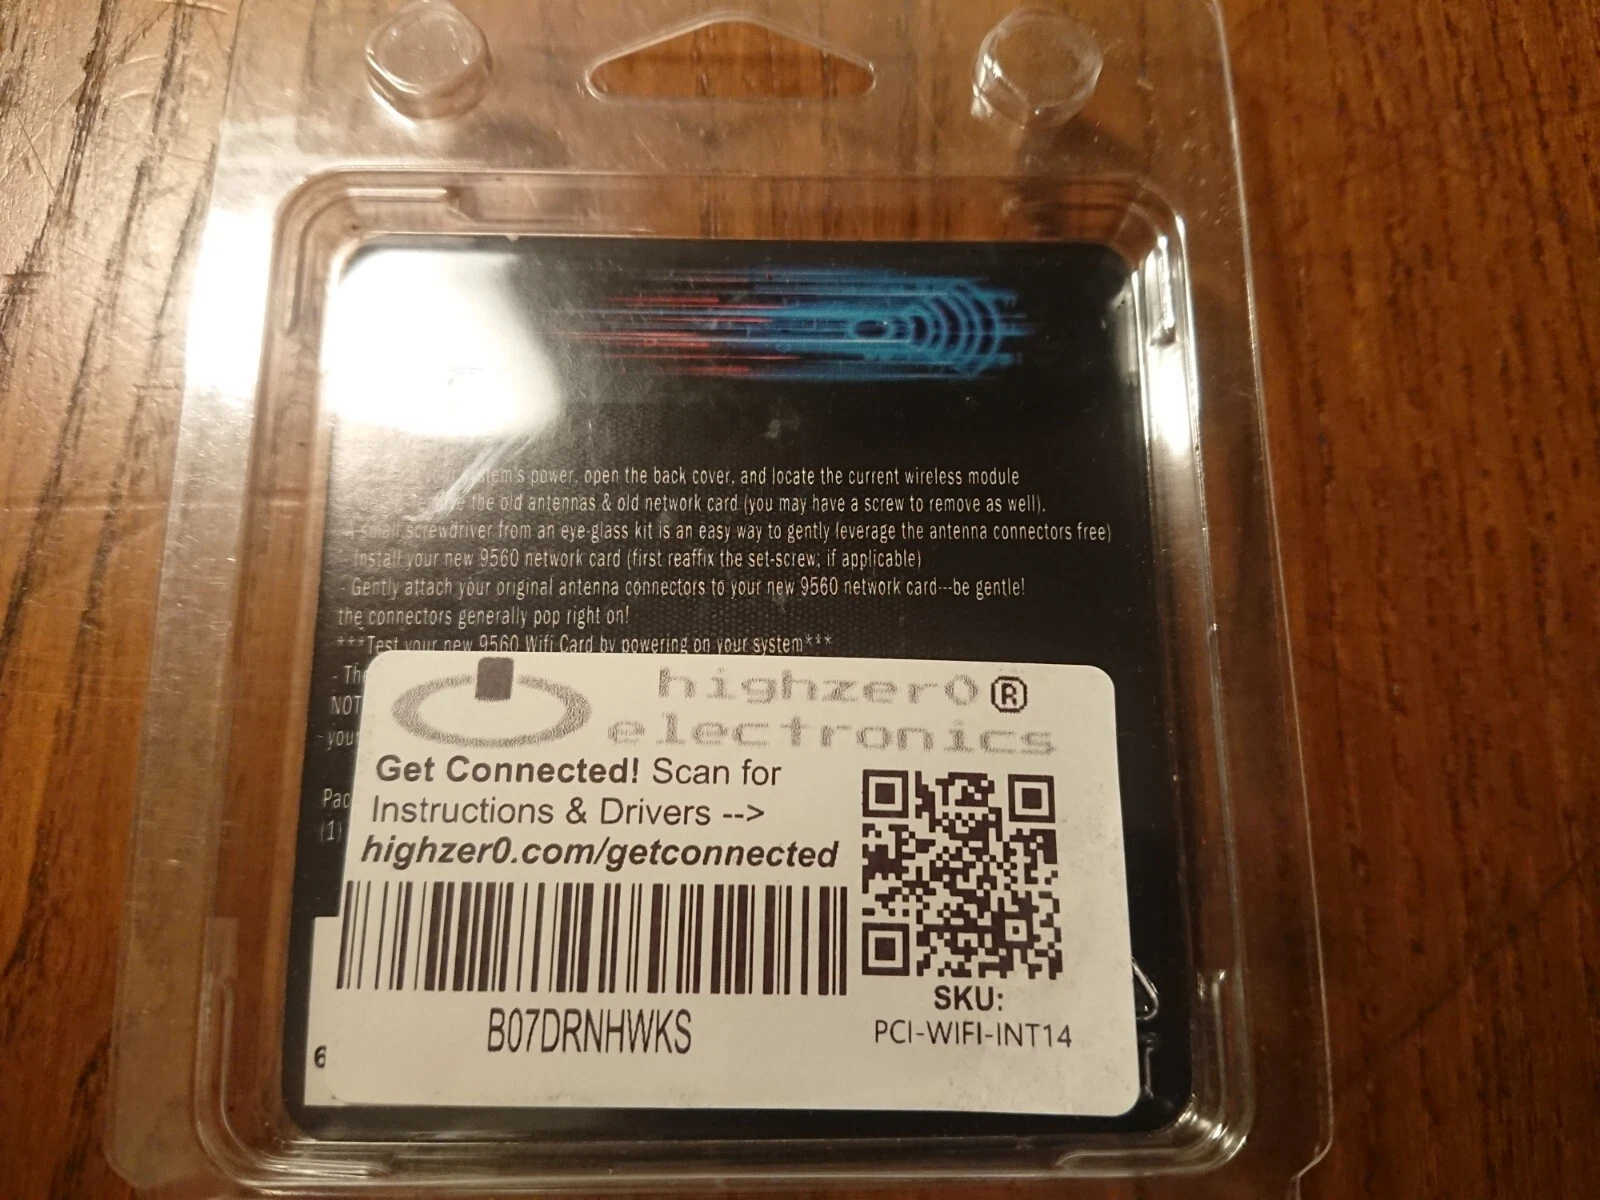 power, open the back cover, and locate the current wireless module
the old antennas & old network card (you may have a screw to remove as well).
small screwdriver from an eye-glass kit is an easy way to gently leverage the antenna connectors free)
- Install your new 9560 network card (first reaffix the set-screw; if applicable)
- Gently attach your original antenna connectors to your new 9560 network card---be gentle!
the connectors generally pop right on!
***Test your new 9560 Wifi Card by powering on your system***
NOT
highzer0®
electronics
Get Connected! Scan for
Instructions & Drivers -->
highzer0.com/getconnected
(1)
B07DRNHWKS
SKU:
PCI-WIFI-INT14
6